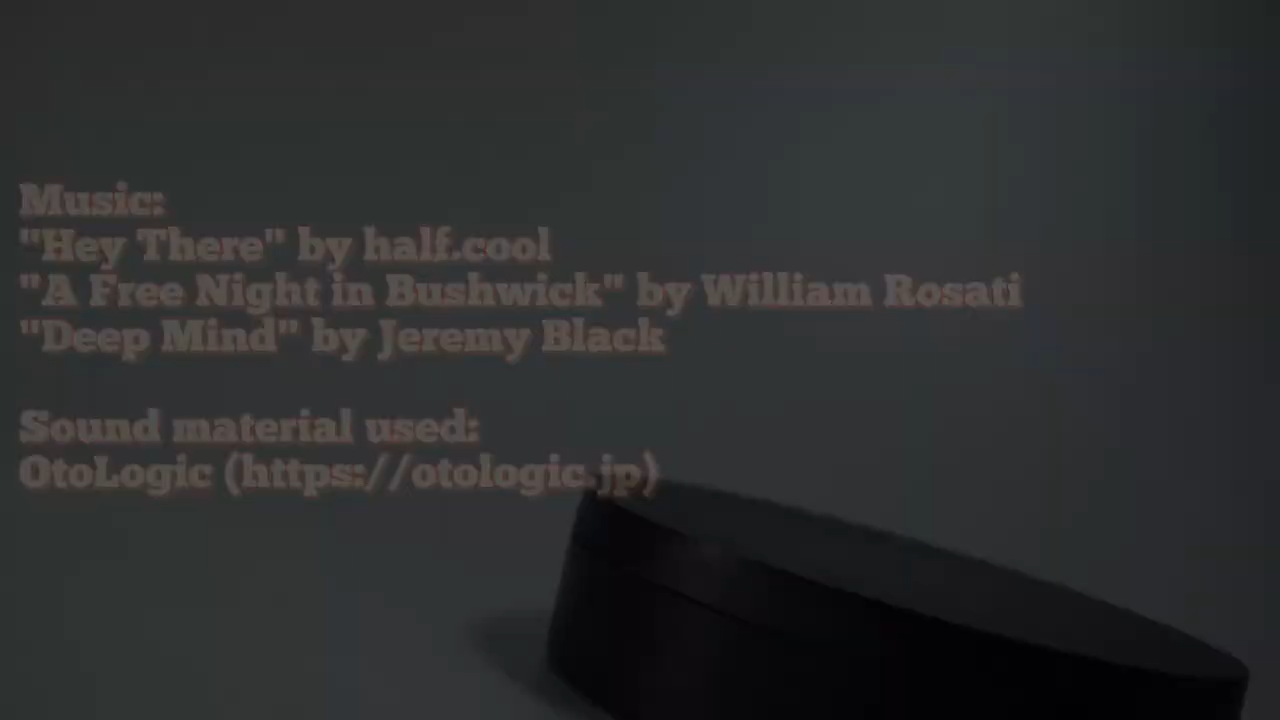 Music:
"Hey There" by half.cool
"A Free Night in Bushwick" by William Rosati
"Deep Mind" by Jeremy Black
Sound material used:
OtoLogic (https://otologic.jp)